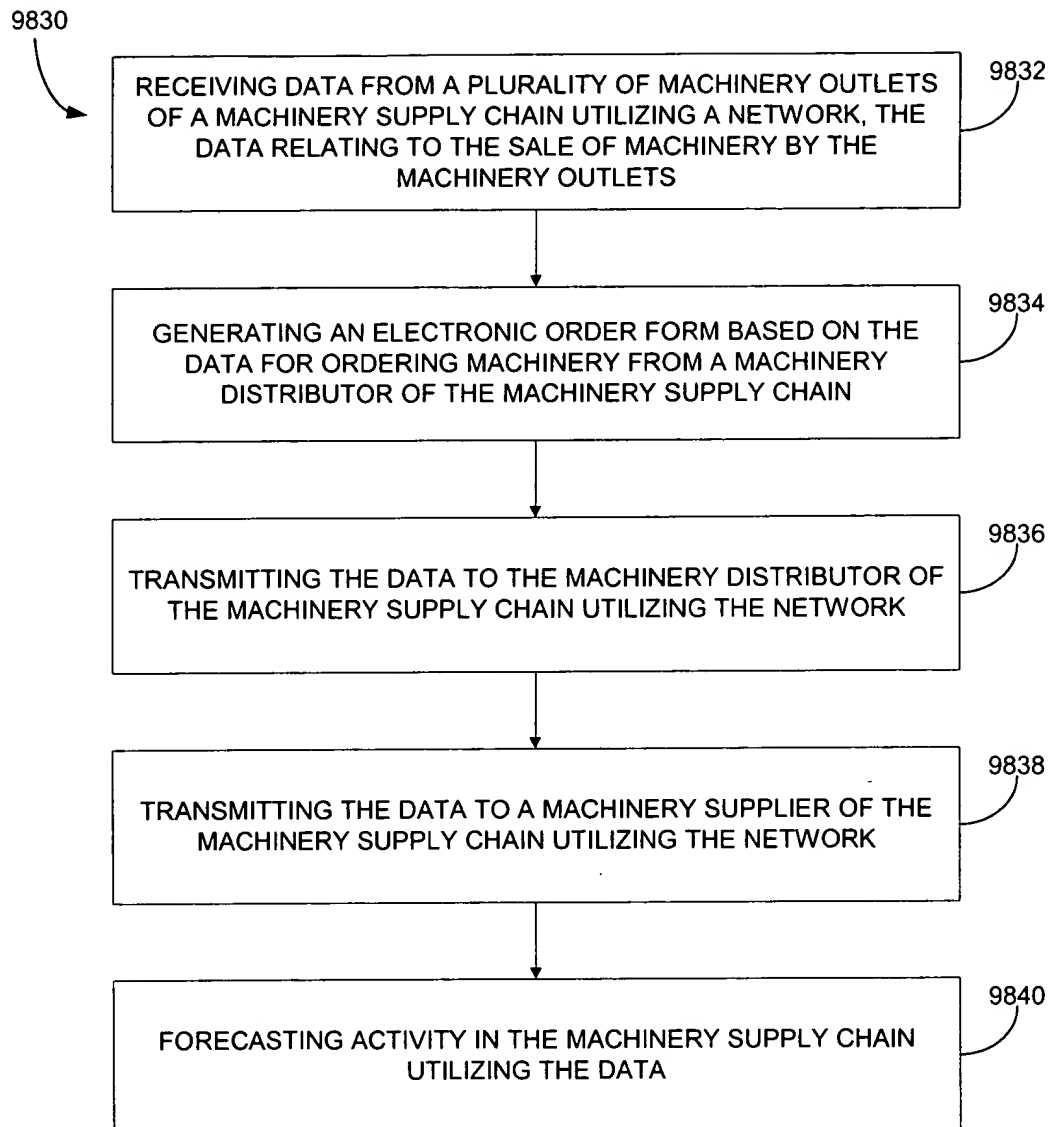 9830
RECEIVING DATA FROM A PLURALITY OF MACHINERY OUTLETS
OF A MACHINERY SUPPLY CHAIN UTILIZING A NETWORK, THE
DATA RELATING TO THE SALE OF MACHINERY BY THE
MACHINERY OUTLETS
9832
GENERATING AN ELECTRONIC ORDER FORM BASED ON THE
DATA FOR ORDERING MACHINERY FROM A MACHINERY
DISTRIBUTOR OF THE MACHINERY SUPPLY CHAIN
9834
TRANSMITTING THE DATA TO THE MACHINERY DISTRIBUTOR OF
THE MACHINERY SUPPLY CHAIN UTILIZING THE NETWORK
9836
TRANSMITTING THE DATA TO A MACHINERY SUPPLIER OF THE
MACHINERY SUPPLY CHAIN UTILIZING THE NETWORK
9838
FORECASTING ACTIVITY IN THE MACHINERY SUPPLY CHAIN
UTILIZING THE DATA
9840